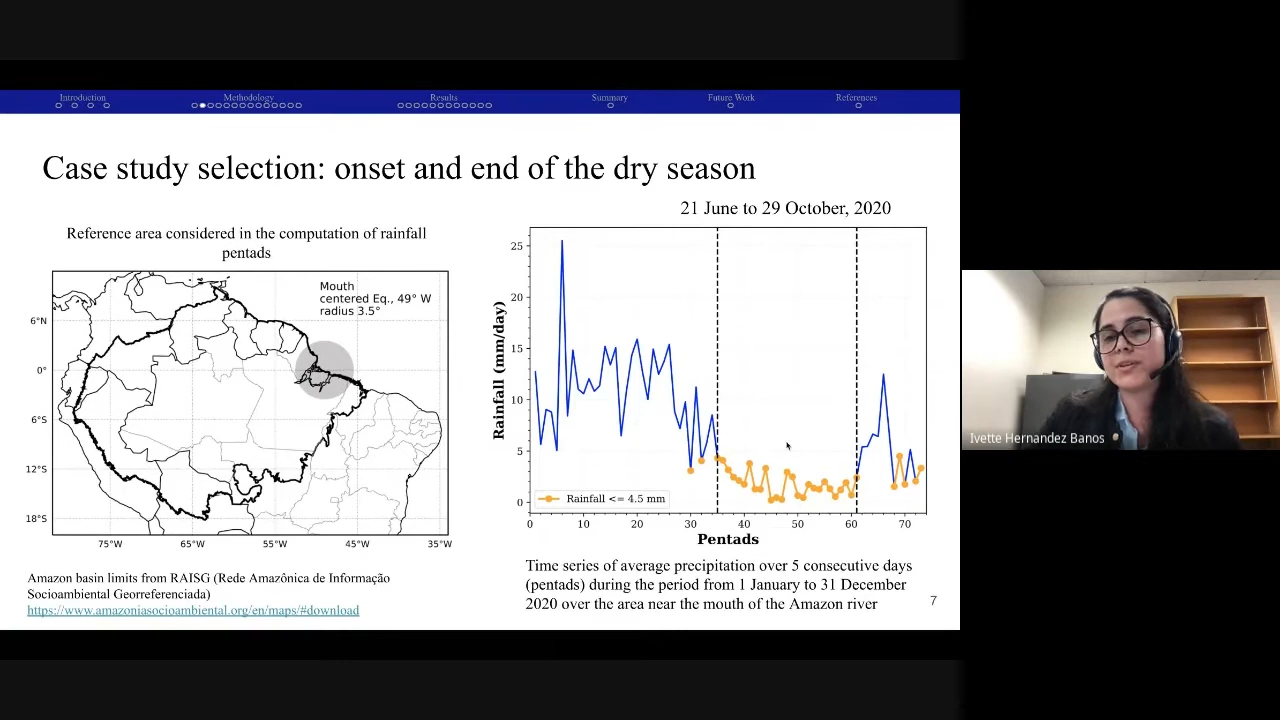 Introduction Methodology Results Summary Future Work References
Case study selection: onset and end of the dry season
21 June to 29 October, 2020
Reference area considered in the computation of rainfall
pentads
Mouth
centered Eq., 49° W
radius 3.5°
6°N
0°
6°S
12°S
18°S
75°W 65°W 55°W 45°W 35°W
Rainfall (mm/day)
25
20
15
10
5
0
Rainfall <= 4.5 mm
0 10 20 30 40 50 60 70
Pentads
Amazon basin limits from RAISG (Rede Amazônica de Informação
Socioambiental Georreferenciada)
https://www.amazoniasocioambiental.org/en/maps/#download
Time series of average precipitation over 5 consecutive days
(pentads) during the period from 1 January to 31 December
2020 over the area near the mouth of the Amazon river
7
Ivette Hernandez Banos